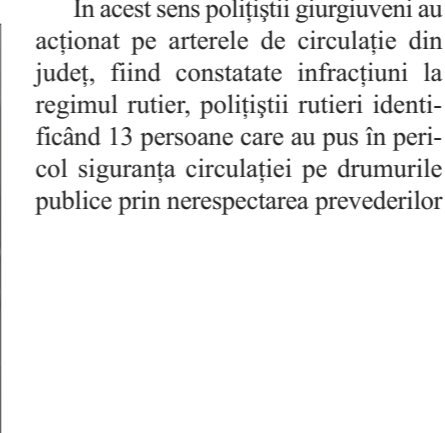 În acest sens poliţiştii giurgiuveni au
acţionat pe arterele de circulaţie din
judeţ, fiind constatate infracţiuni la
regimul rutier, poliţiştii rutieri identi-
ficând 13 persoane care au pus în peri-
col siguranţa circulaţiei pe drumurile
publice prin nerespectarea prevederilor